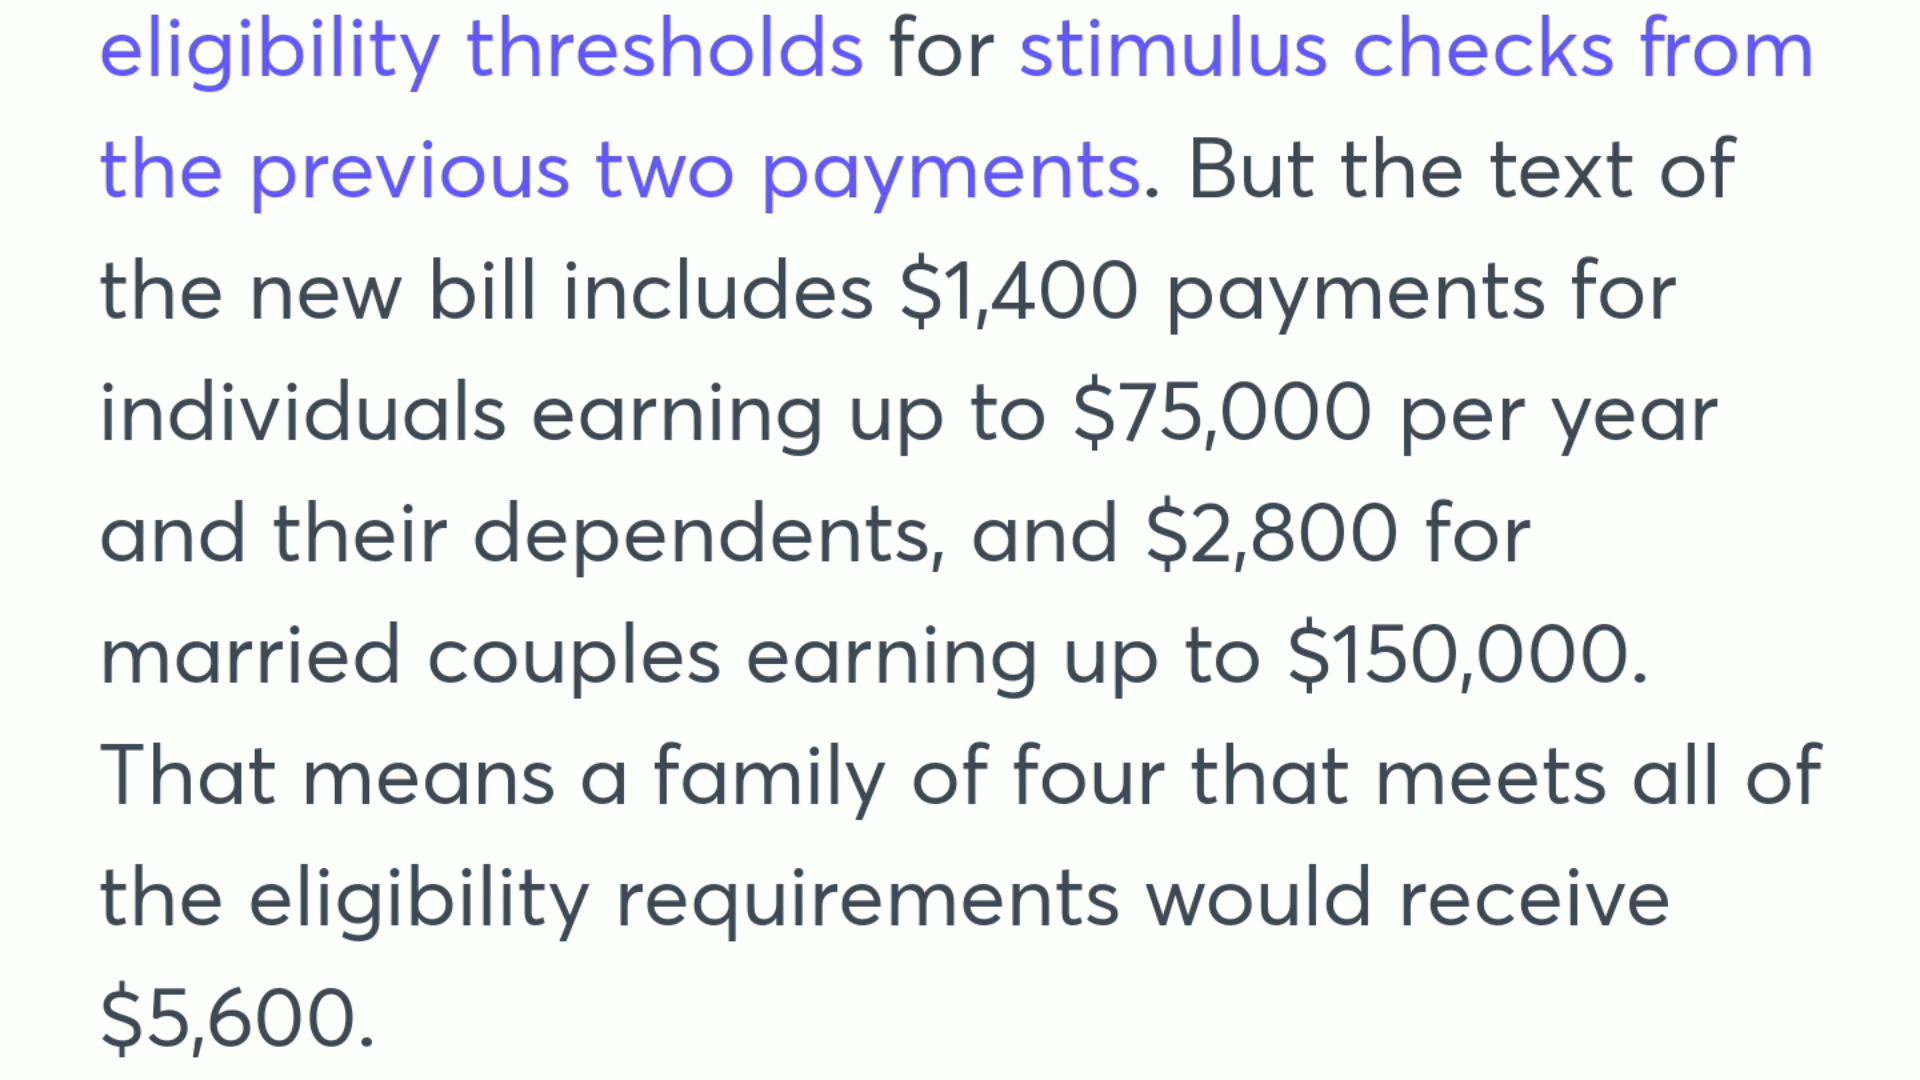 eligibility thresholds for stimulus checks from
the previous two payments. But the text of
the new bill includes $1,400 payments for
individuals earning up to $75,000 per year
and their dependents, and $2,800 for
married couples earning up to $150,000.
That means a family of four that meets all of
the eligibility requirements would receive
$5,600.